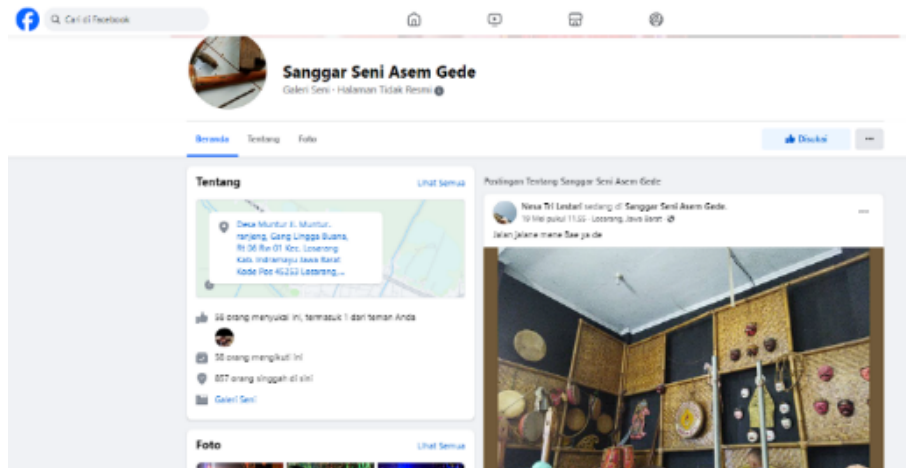 Cari di Facebook
Sanggar Seni Asem Gede
Galeri Seni · Halaman Tidak Resmi
Beranda Tentang Foto
Disukai
Tentang
Lihat Semua
Desa Muntur Jl. Muntur-
ranjeng, Gang Lingga Buana,
Rt 06 Rw 01 Kec. Losarang
Kab. Indramayu Jawa Barat
Kode Pos 45253 Losarang,...
orang menyukai ini, termasuk 1 dari teman Anda
58 orang mengikuti ini
857 orang singgah di sini
Galeri Seni
Foto
Lihat Semua
Postingan Tentang Sanggar Seni Asem Gede
Nesa Tri Lestari sedang di Sanggar Seni Asem Gede.
19 Mei pukul 11.55 · Losarang, Jawa Barat ·
Jalan jalane mene Bae ya de